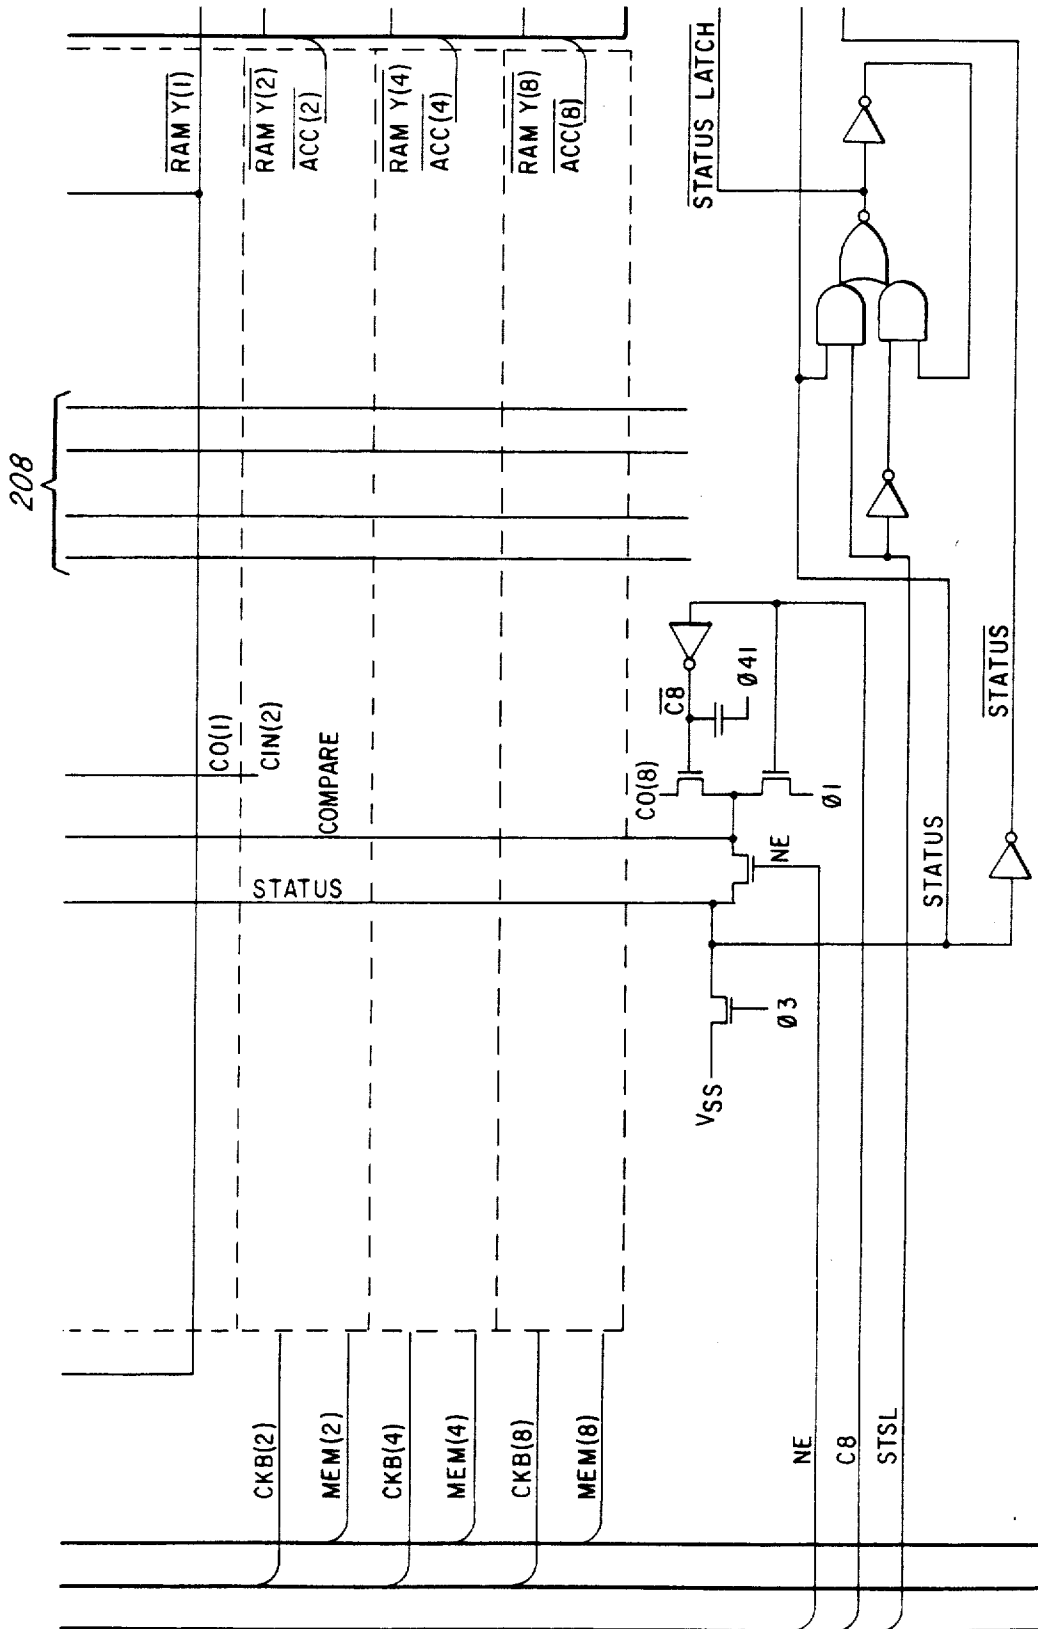 208
RAM Y(1)
RAM Y(2)
ACC(2)
RAM Y(4)
ACC(4)
RAM Y(8)
ACC(8)
STATUS LATCH
CO(1)
CIN(2)
COMPARE
STATUS
C8
Ø41
CO(8)
Ø1
NE
STATUS
STATUS
Ø3
VSS
CKB(2)
MEM(2)
CKB(4)
MEM(4)
CKB(8)
MEM(8)
NE
C8
STSL